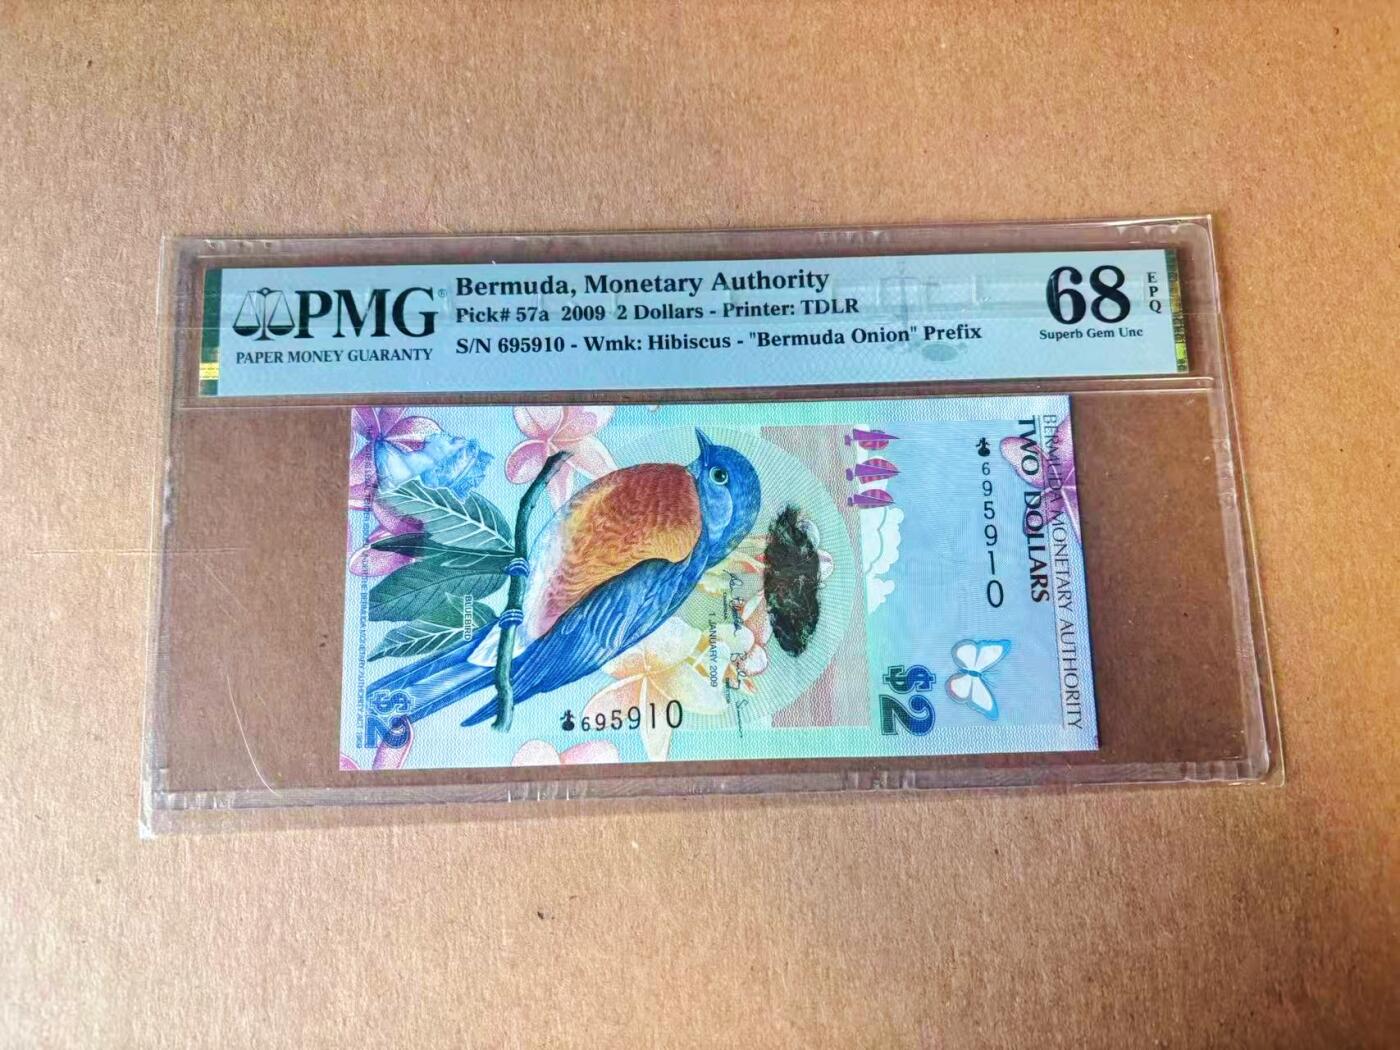 PMG®
PAPER MONEY GUARANTY
Bermuda, Monetary Authority
Pick# 57a 2009 2 Dollars - Printer: TDLR
S/N 695910 - Wmk: Hibiscus - "Bermuda Onion" Prefix
68
EPQ
Superb Gem Unc
BERMUDA MONETARY AUTHORITY
TWO DOLLARS
695910
$2
1 JANUARY 2009
BLUEBIRD
695910
$2